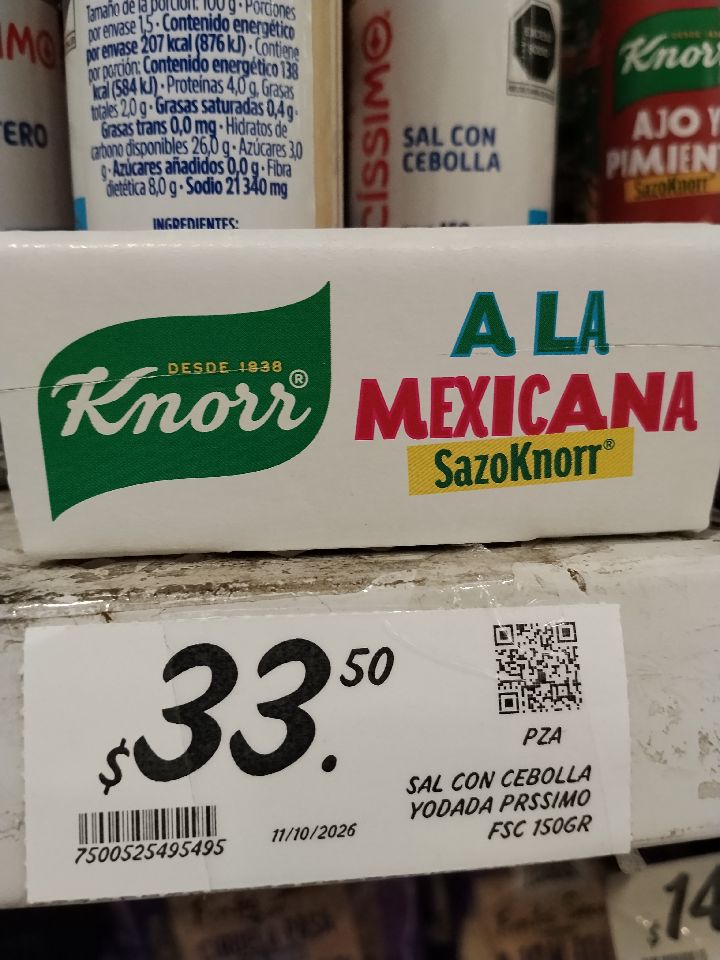 Tamaño de la porción: 100 g · Porciones
por envase 1,5 · Contenido energético
por envase 207 kcal (876 kJ) · Contiene
por porción: Contenido energético 138
kcal (584 kJ) · Proteínas 4,0 g, Grasas
totales 2,0 g · Grasas saturadas 0,4 g ·
Grasas trans 0,0 mg · Hidratos de
carbono disponibles 26,0 g · Azúcares 3,0
g · Azúcares añadidos 0,0 g · Fibra
dietética 8,0 g · Sodio 21 340 mg
INGREDIENTES:
SAL CON
CEBOLLA
EXCESO
SODIO
Knorr
AJO Y
SazoKnorr
DESDE 1838
Knorr®
A LA
MEXICANA
SazoKnorr®
$33.50
PZA
SAL CON CEBOLLA
YODADA PRSSIMO
FSC 150GR
7500525495495
11/10/2026
$14